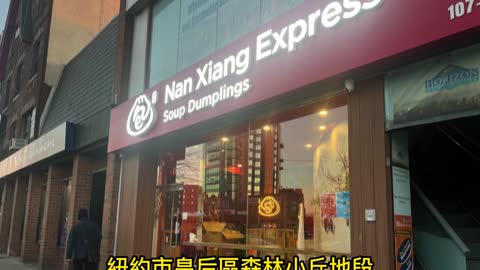 Nan Xiang Express
Soup Dumplings
107-
HORIZON
紐約市皇后區森林小丘地段